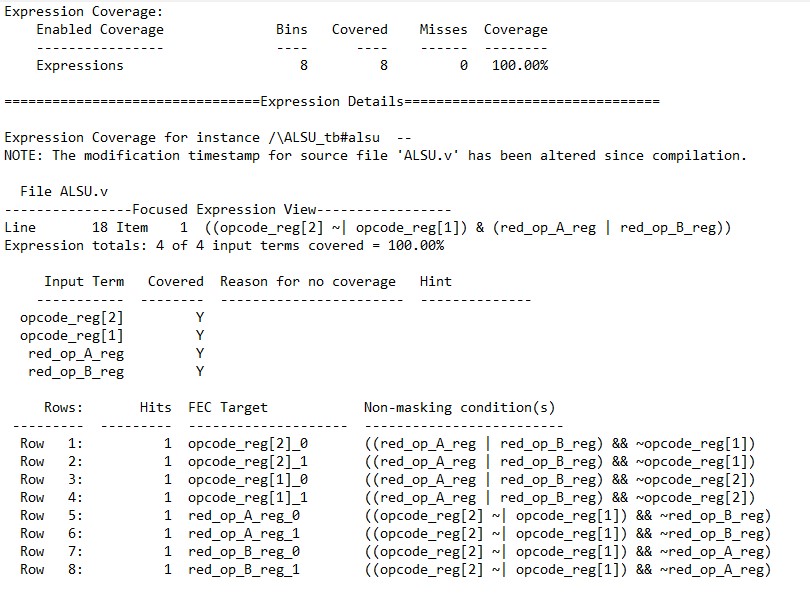 Expression Coverage:
    Enabled Coverage              Bins   Covered    Misses  Coverage
    ----------------              ----      ----    ------  --------
    Expressions                      8         8         0   100.00%

================================Expression Details================================

Expression Coverage for instance /\ALSU_tb#alsu  --
NOTE: The modification timestamp for source file 'ALSU.v' has been altered since compilation.

  File ALSU.v
----------------Focused Expression View-----------------
Line       18 Item    1  ((opcode_reg[2] ~| opcode_reg[1]) & (red_op_A_reg | red_op_B_reg))
Expression totals: 4 of 4 input terms covered = 100.00%

     Input Term   Covered  Reason for no coverage   Hint
    -----------  --------  -----------------------  --------------
  opcode_reg[2]         Y
  opcode_reg[1]         Y
   red_op_A_reg         Y
   red_op_B_reg         Y

     Rows:       Hits  FEC Target            Non-masking condition(s)
 ---------  ---------  --------------------  -------------------------
  Row   1:          1  opcode_reg[2]_0       ((red_op_A_reg | red_op_B_reg) && ~opcode_reg[1])
  Row   2:          1  opcode_reg[2]_1       ((red_op_A_reg | red_op_B_reg) && ~opcode_reg[1])
  Row   3:          1  opcode_reg[1]_0       ((red_op_A_reg | red_op_B_reg) && ~opcode_reg[2])
  Row   4:          1  opcode_reg[1]_1       ((red_op_A_reg | red_op_B_reg) && ~opcode_reg[2])
  Row   5:          1  red_op_A_reg_0        ((opcode_reg[2] ~| opcode_reg[1]) && ~red_op_B_reg)
  Row   6:          1  red_op_A_reg_1        ((opcode_reg[2] ~| opcode_reg[1]) && ~red_op_B_reg)
  Row   7:          1  red_op_B_reg_0        ((opcode_reg[2] ~| opcode_reg[1]) && ~red_op_A_reg)
  Row   8:          1  red_op_B_reg_1        ((opcode_reg[2] ~| opcode_reg[1]) && ~red_op_A_reg)